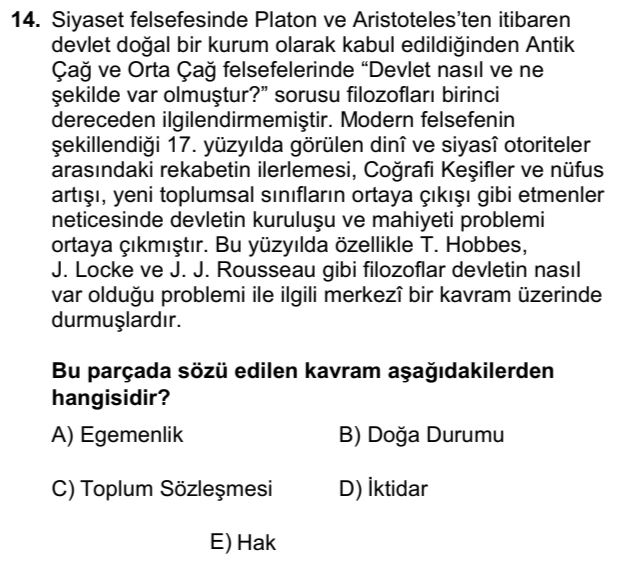 14. Siyaset felsefesinde Platon ve Aristoteles’ten itibaren
devlet doğal bir kurum olarak kabul edildiğinden Antik
Çağ ve Orta Çağ felsefelerinde “Devlet nasıl ve ne
şekilde var olmuştur?” sorusu filozofları birinci
dereceden ilgilendirmemiştir. Modern felsefenin
şekillendiği 17. yüzyılda görülen dinî ve siyasî otoriteler
arasındaki rekabetin ilerlemesi, Coğrafi Keşifler ve nüfus
artışı, yeni toplumsal sınıfların ortaya çıkışı gibi etmenler
neticesinde devletin kuruluşu ve mahiyeti problemi
ortaya çıkmıştır. Bu yüzyılda özellikle T. Hobbes,
J. Locke ve J. J. Rousseau gibi filozoflar devletin nasıl
var olduğu problemi ile ilgili merkezî bir kavram üzerinde
durmuşlardır.
Bu parçada sözü edilen kavram aşağıdakilerden
hangisidir?
A) Egemenlik B) Doğa Durumu
C) Toplum Sözleşmesi D) İktidar
E) Hak